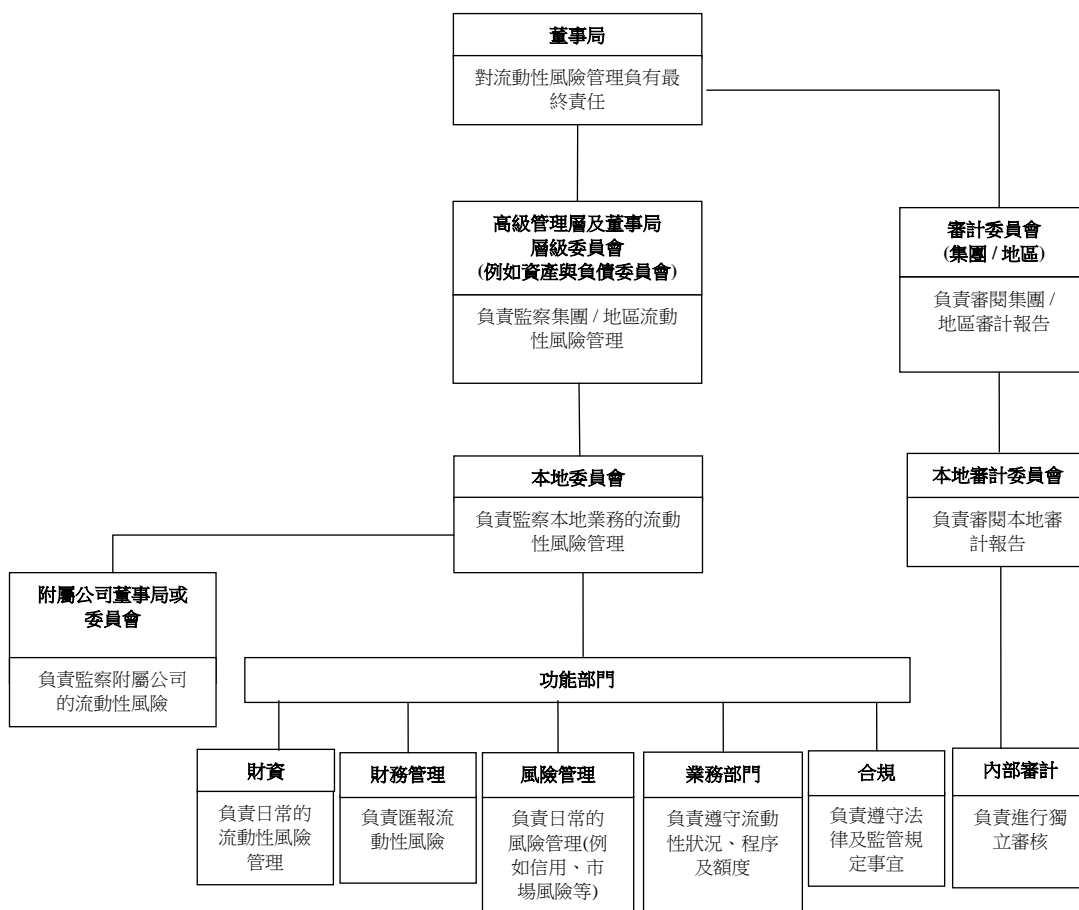 董事局
對流動性風險管理負有最
終責任
高級管理層及董事局
層級委員會
(例如資產與負債委員會)
負責監察集團 / 地區流動
性風險管理
審計委員會
(集團 / 地區)
負責審閱集團 /
地區審計報告
本地委員會
負責監察本地業務的流動
性風險管理
本地審計委員會
負責審閱本地審
計報告
附屬公司董事局或
委員會
負責監察附屬公司
的流動性風險
功能部門
財資
負責日常的
流動性風險
管理
財務管理
負責匯報流
動性風險
風險管理
負責日常的
風險管理(例
如信用、市
場風險等)
業務部門
負責遵守流動
性狀況、程序
及額度
合規
負責遵守法
律及監管規
定事宜
內部審計
負責進行獨
立審核